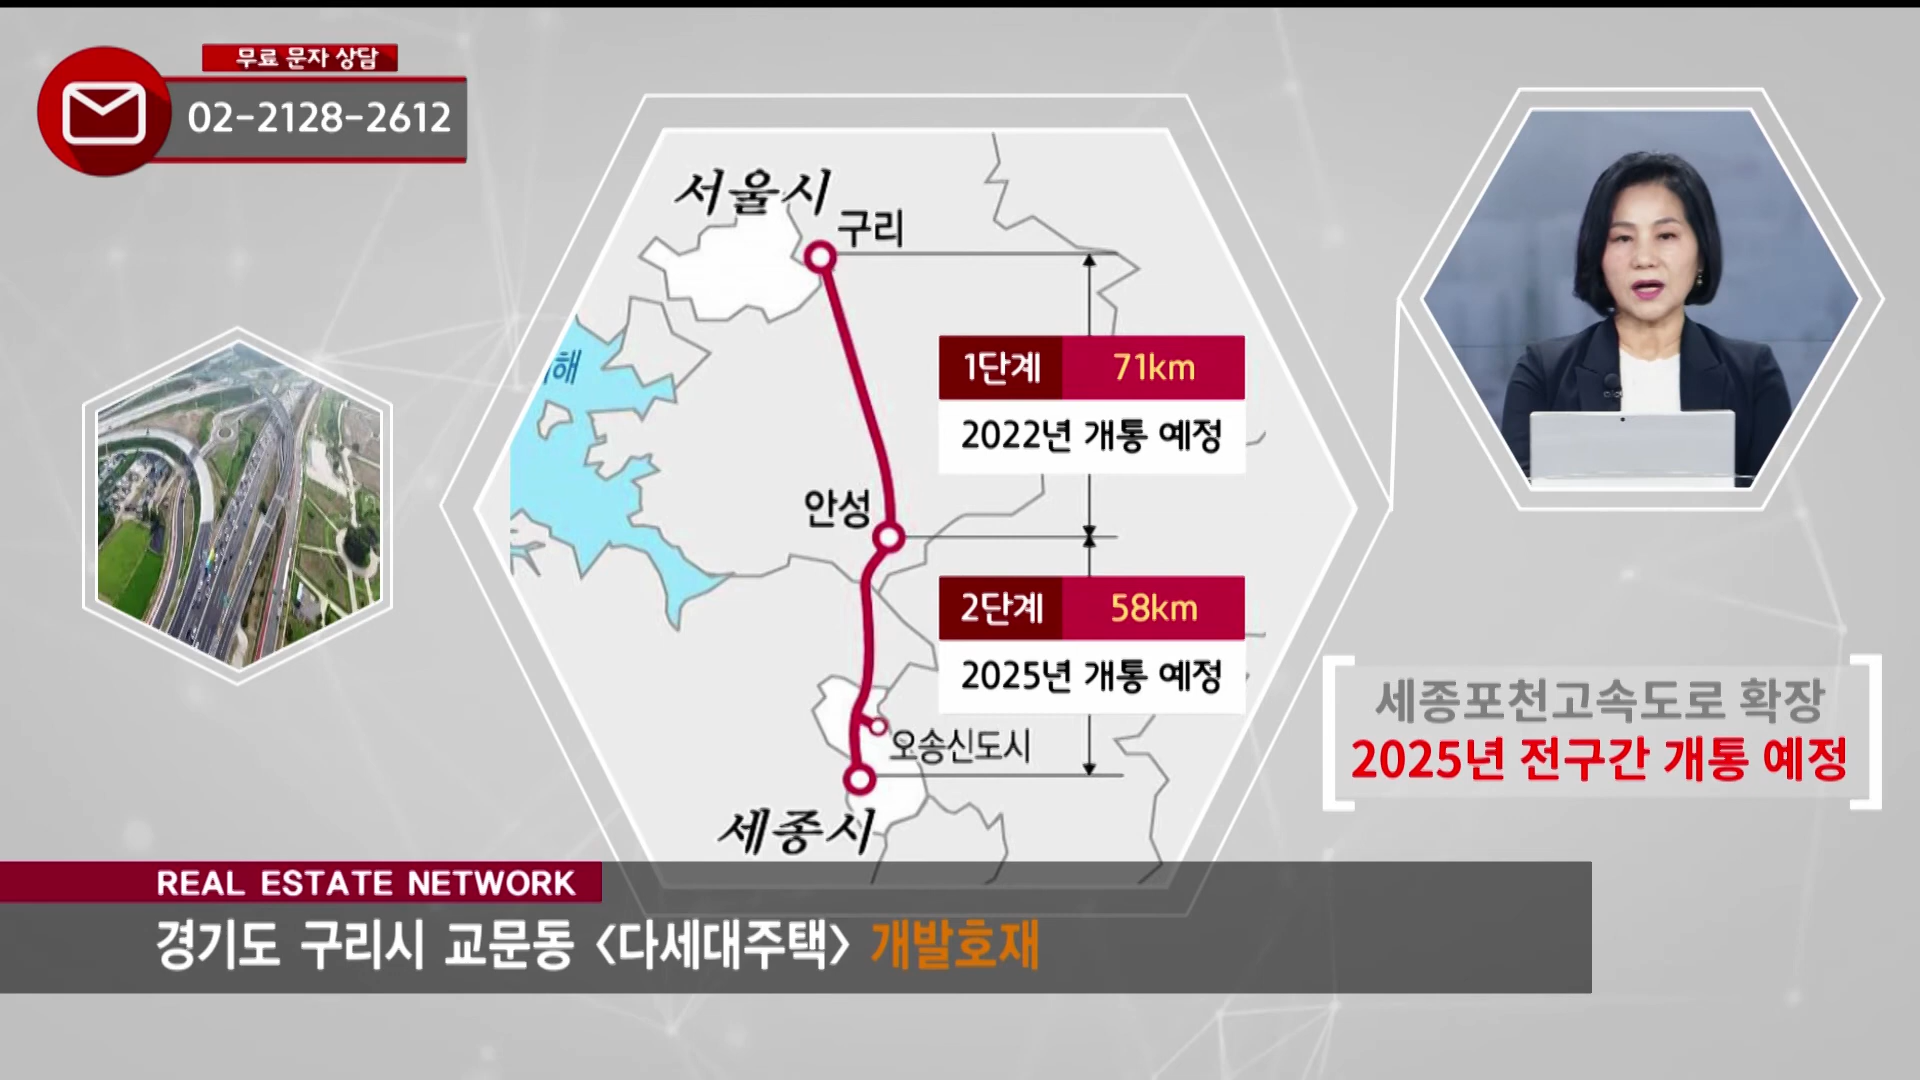 무료 문자 상담
02-2128-2612
서울시
구리
해
1단계 71km
2022년 개통 예정
안성
2단계 58km
2025년 개통 예정
오송신도시
세종시
세종포천고속도로 확장
2025년 전구간 개통 예정
REAL ESTATE NETWORK
경기도 구리시 교문동 <다세대주택> 개발호재